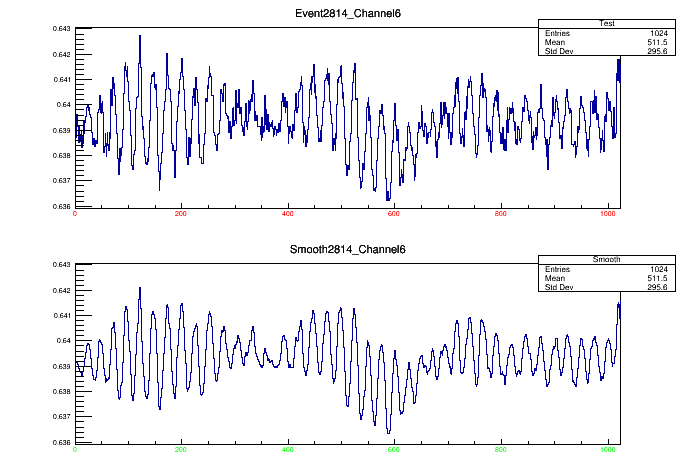 Event2814_Channel6
Test
Entries 1024
Mean 511.5
Std Dev 295.6
0.643
0.642
0.641
0.64
0.639
0.638
0.637
0.636
0 200 400 600 800 1000
Smooth2814_Channel6
Smooth
Entries 1024
Mean 511.5
Std Dev 295.6
0.643
0.642
0.641
0.64
0.639
0.638
0.637
0.636
0 200 400 600 800 1000